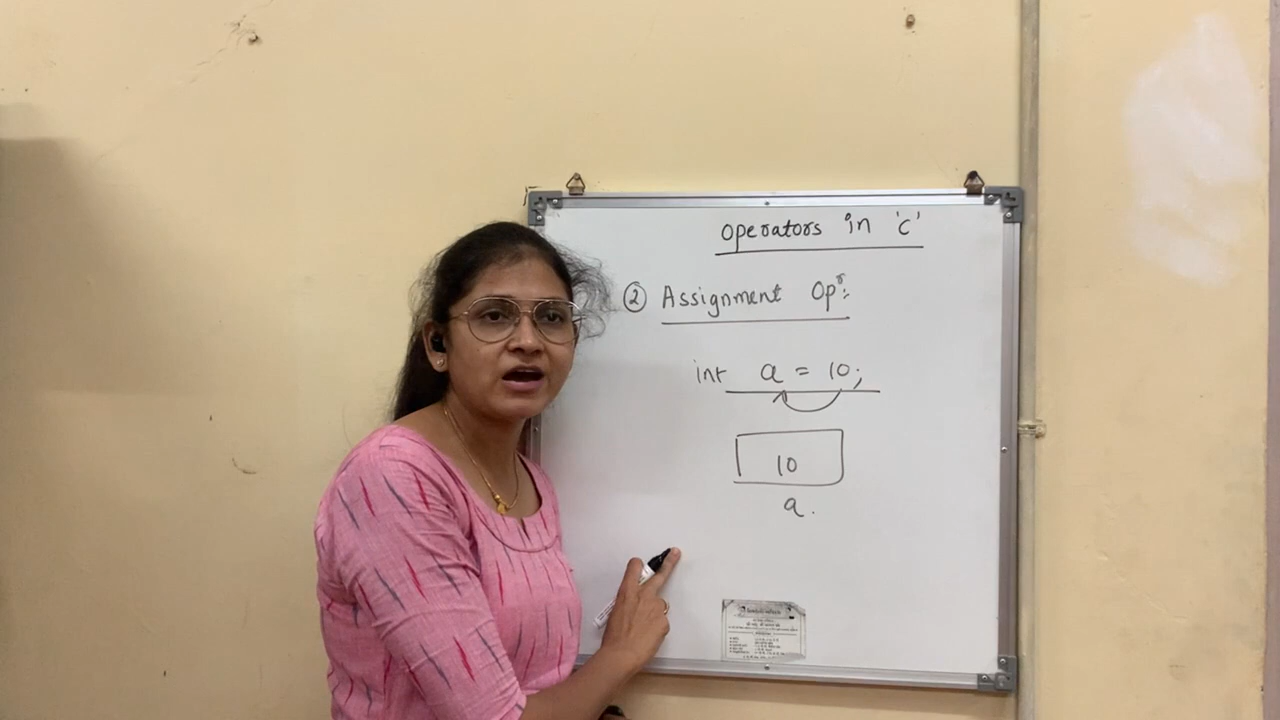 Operators in 'c'
② Assignment Opʳ:
int a = 10;
10
a.